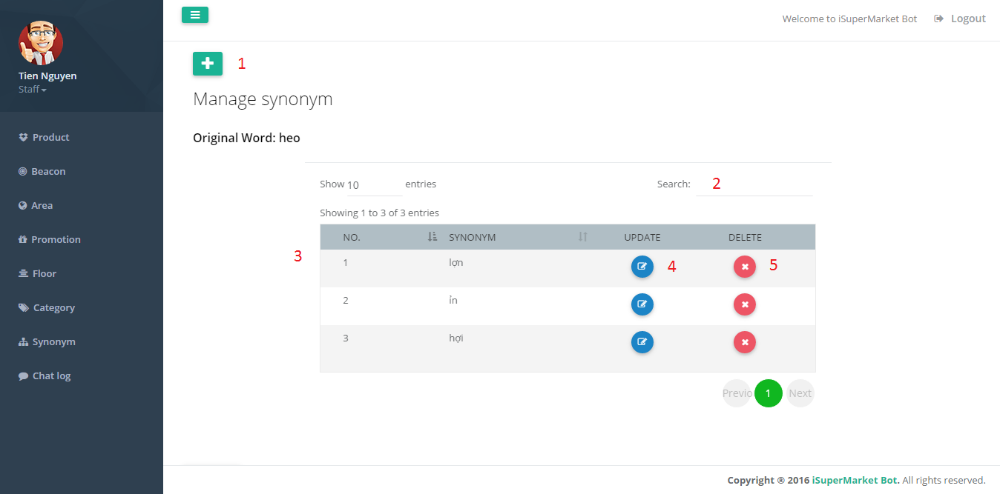 Welcome to iSuperMarket Bot Logout
1
Tien Nguyen
Staff
Manage synonym
Product
Original Word: heo
Beacon
Show 10 entries Search: 2
Area
Showing 1 to 3 of 3 entries
Promotion
NO. SYNONYM UPDATE DELETE
3
1 lợn 4 5
Floor
2 ỉn
Category
3 hợi
Synonym
Chat log
Previo 1 Next
Copyright ® 2016 iSuperMarket Bot. All rights reserved.